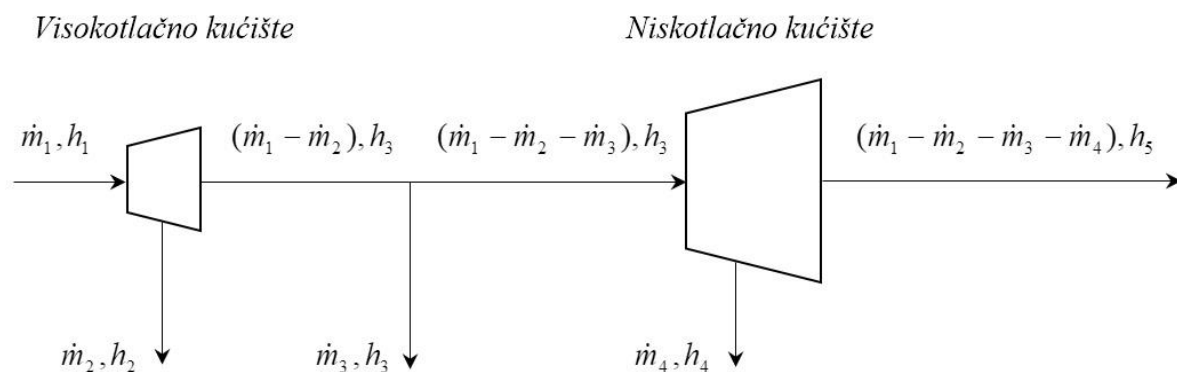 Visokotlačno kućište
Niskotlačno kućište
ṁ₁, h₁
(ṁ₁ − ṁ₂), h₃
(ṁ₁ − ṁ₂ − ṁ₃), h₃
(ṁ₁ − ṁ₂ − ṁ₃ − ṁ₄), h₅
ṁ₂, h₂
ṁ₃, h₃
ṁ₄, h₄